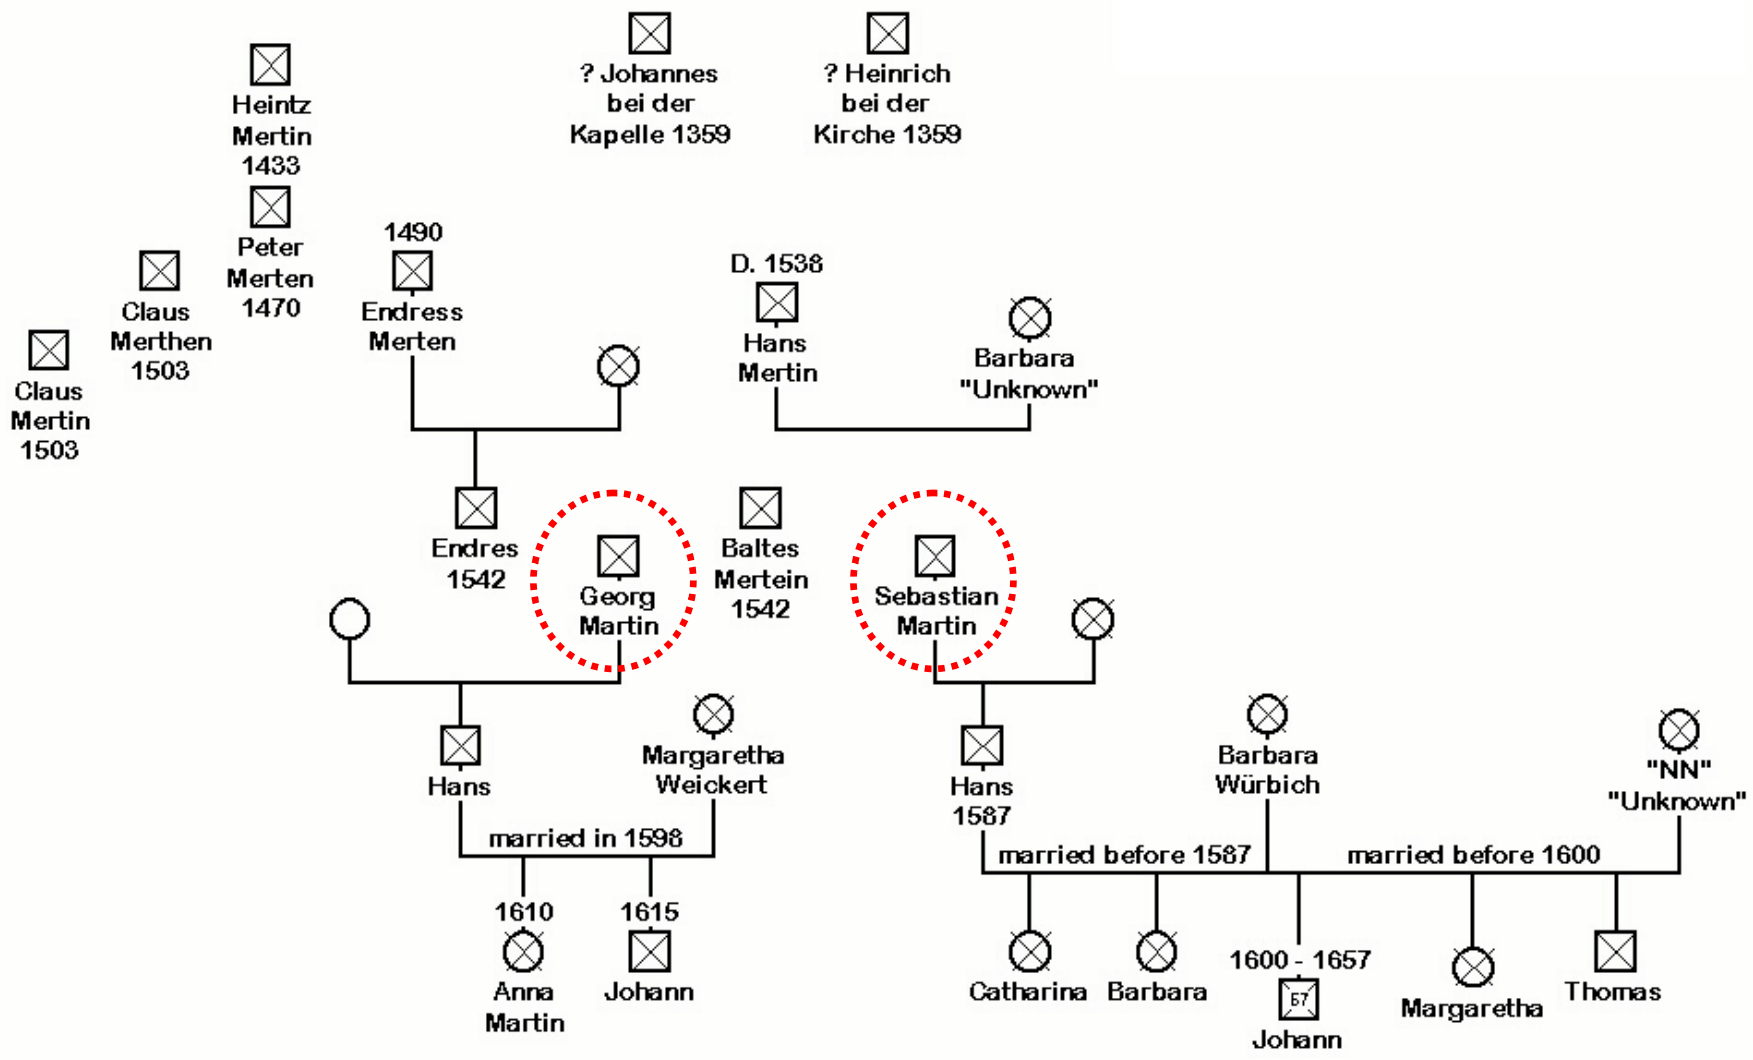 ? Johannes
bei der
Kapelle 1359
? Heinrich
bei der
Kirche 1359
Heintz
Mertin
1433
Peter
Merten
1470
Claus
Merthen
1503
Claus
Mertin
1503
1490
Endress
Merten
D. 1538
Hans
Mertin
Barbara
"Unknown"
Endres
1542
Georg
Martin
Baltes
Mertein
1542
Sebastian
Martin
Hans
Margaretha
Weickert
married in 1598
Hans
1587
Barbara
Würbich
"NN"
"Unknown"
married before 1587
married before 1600
1610
Anna
Martin
1615
Johann
Catharina
Barbara
1600 - 1657
57
Johann
Margaretha
Thomas